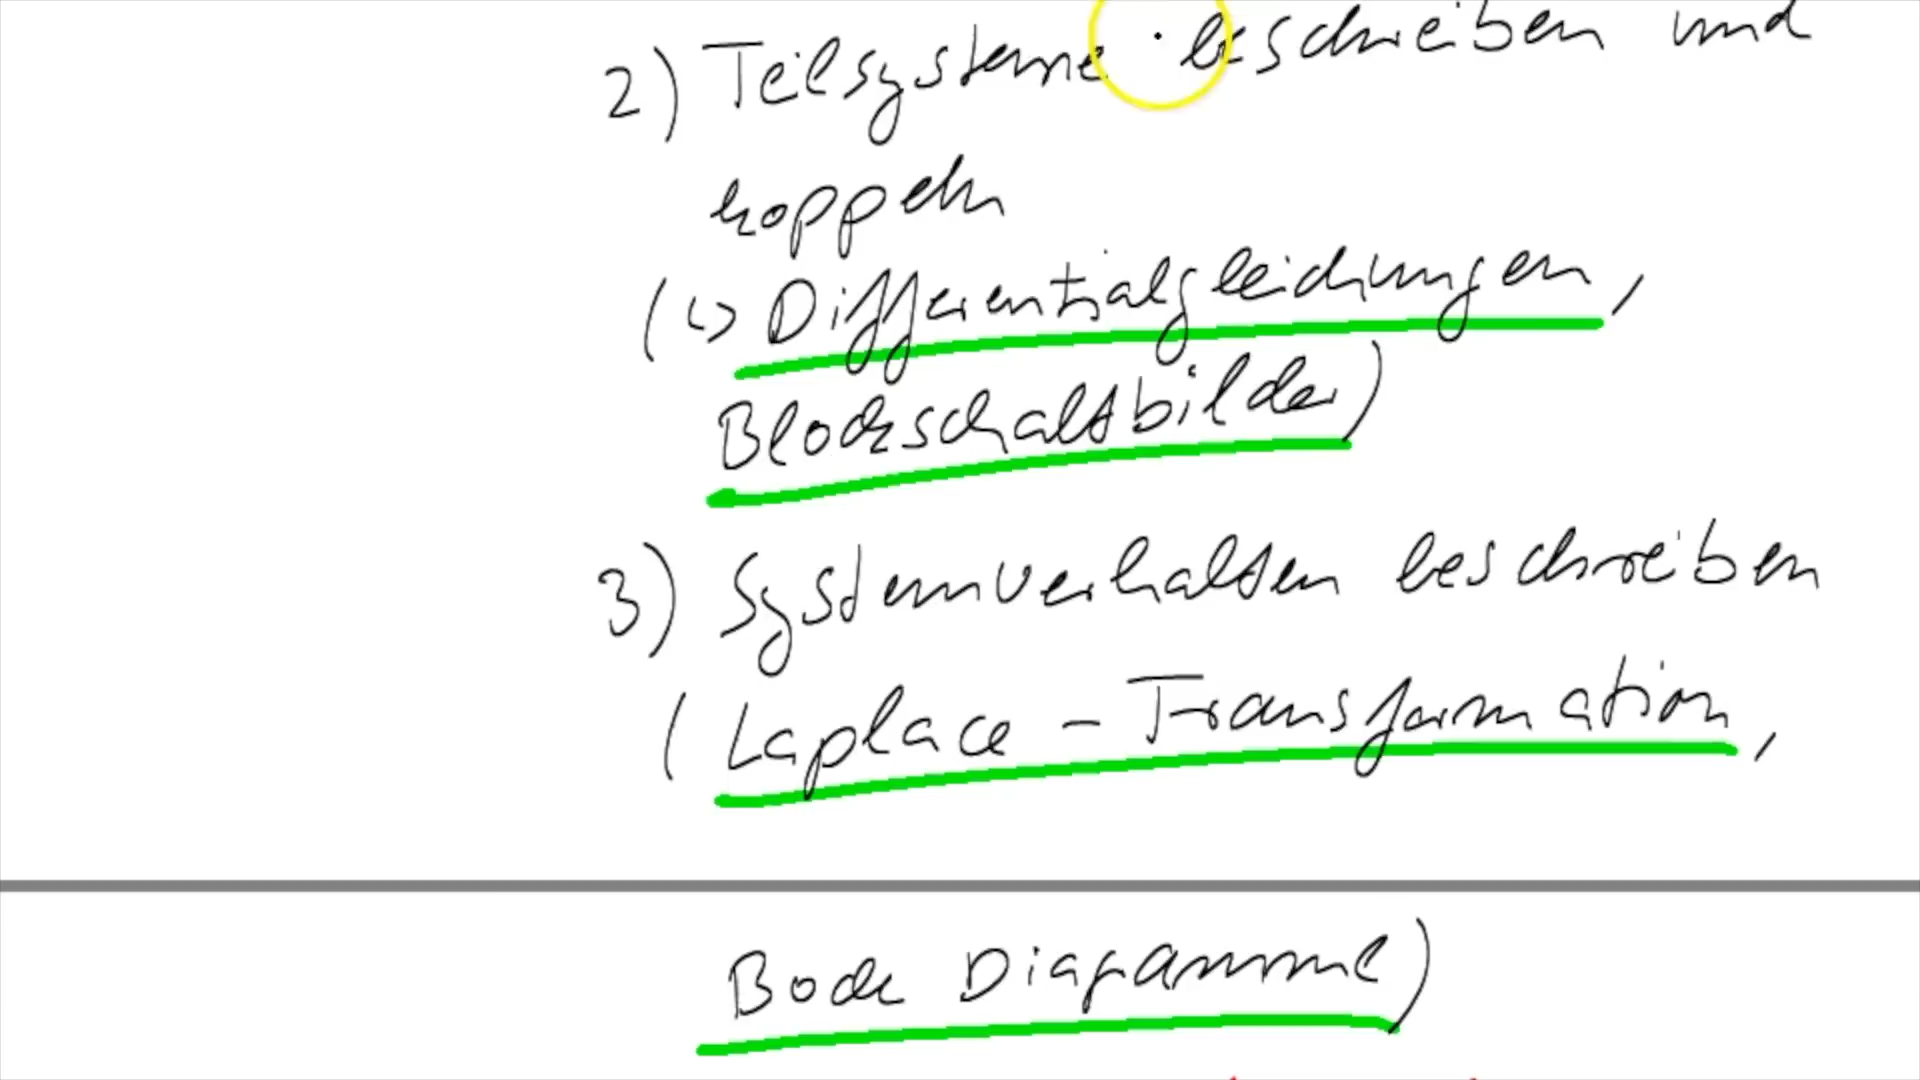 2) Teilsysteme beschreiben und
koppeln
(↳ Differentialgleichungen,
Blockschaltbilder)
3) Systemverhalten beschreiben
(Laplace-Transformation,
Bode Diagramme)